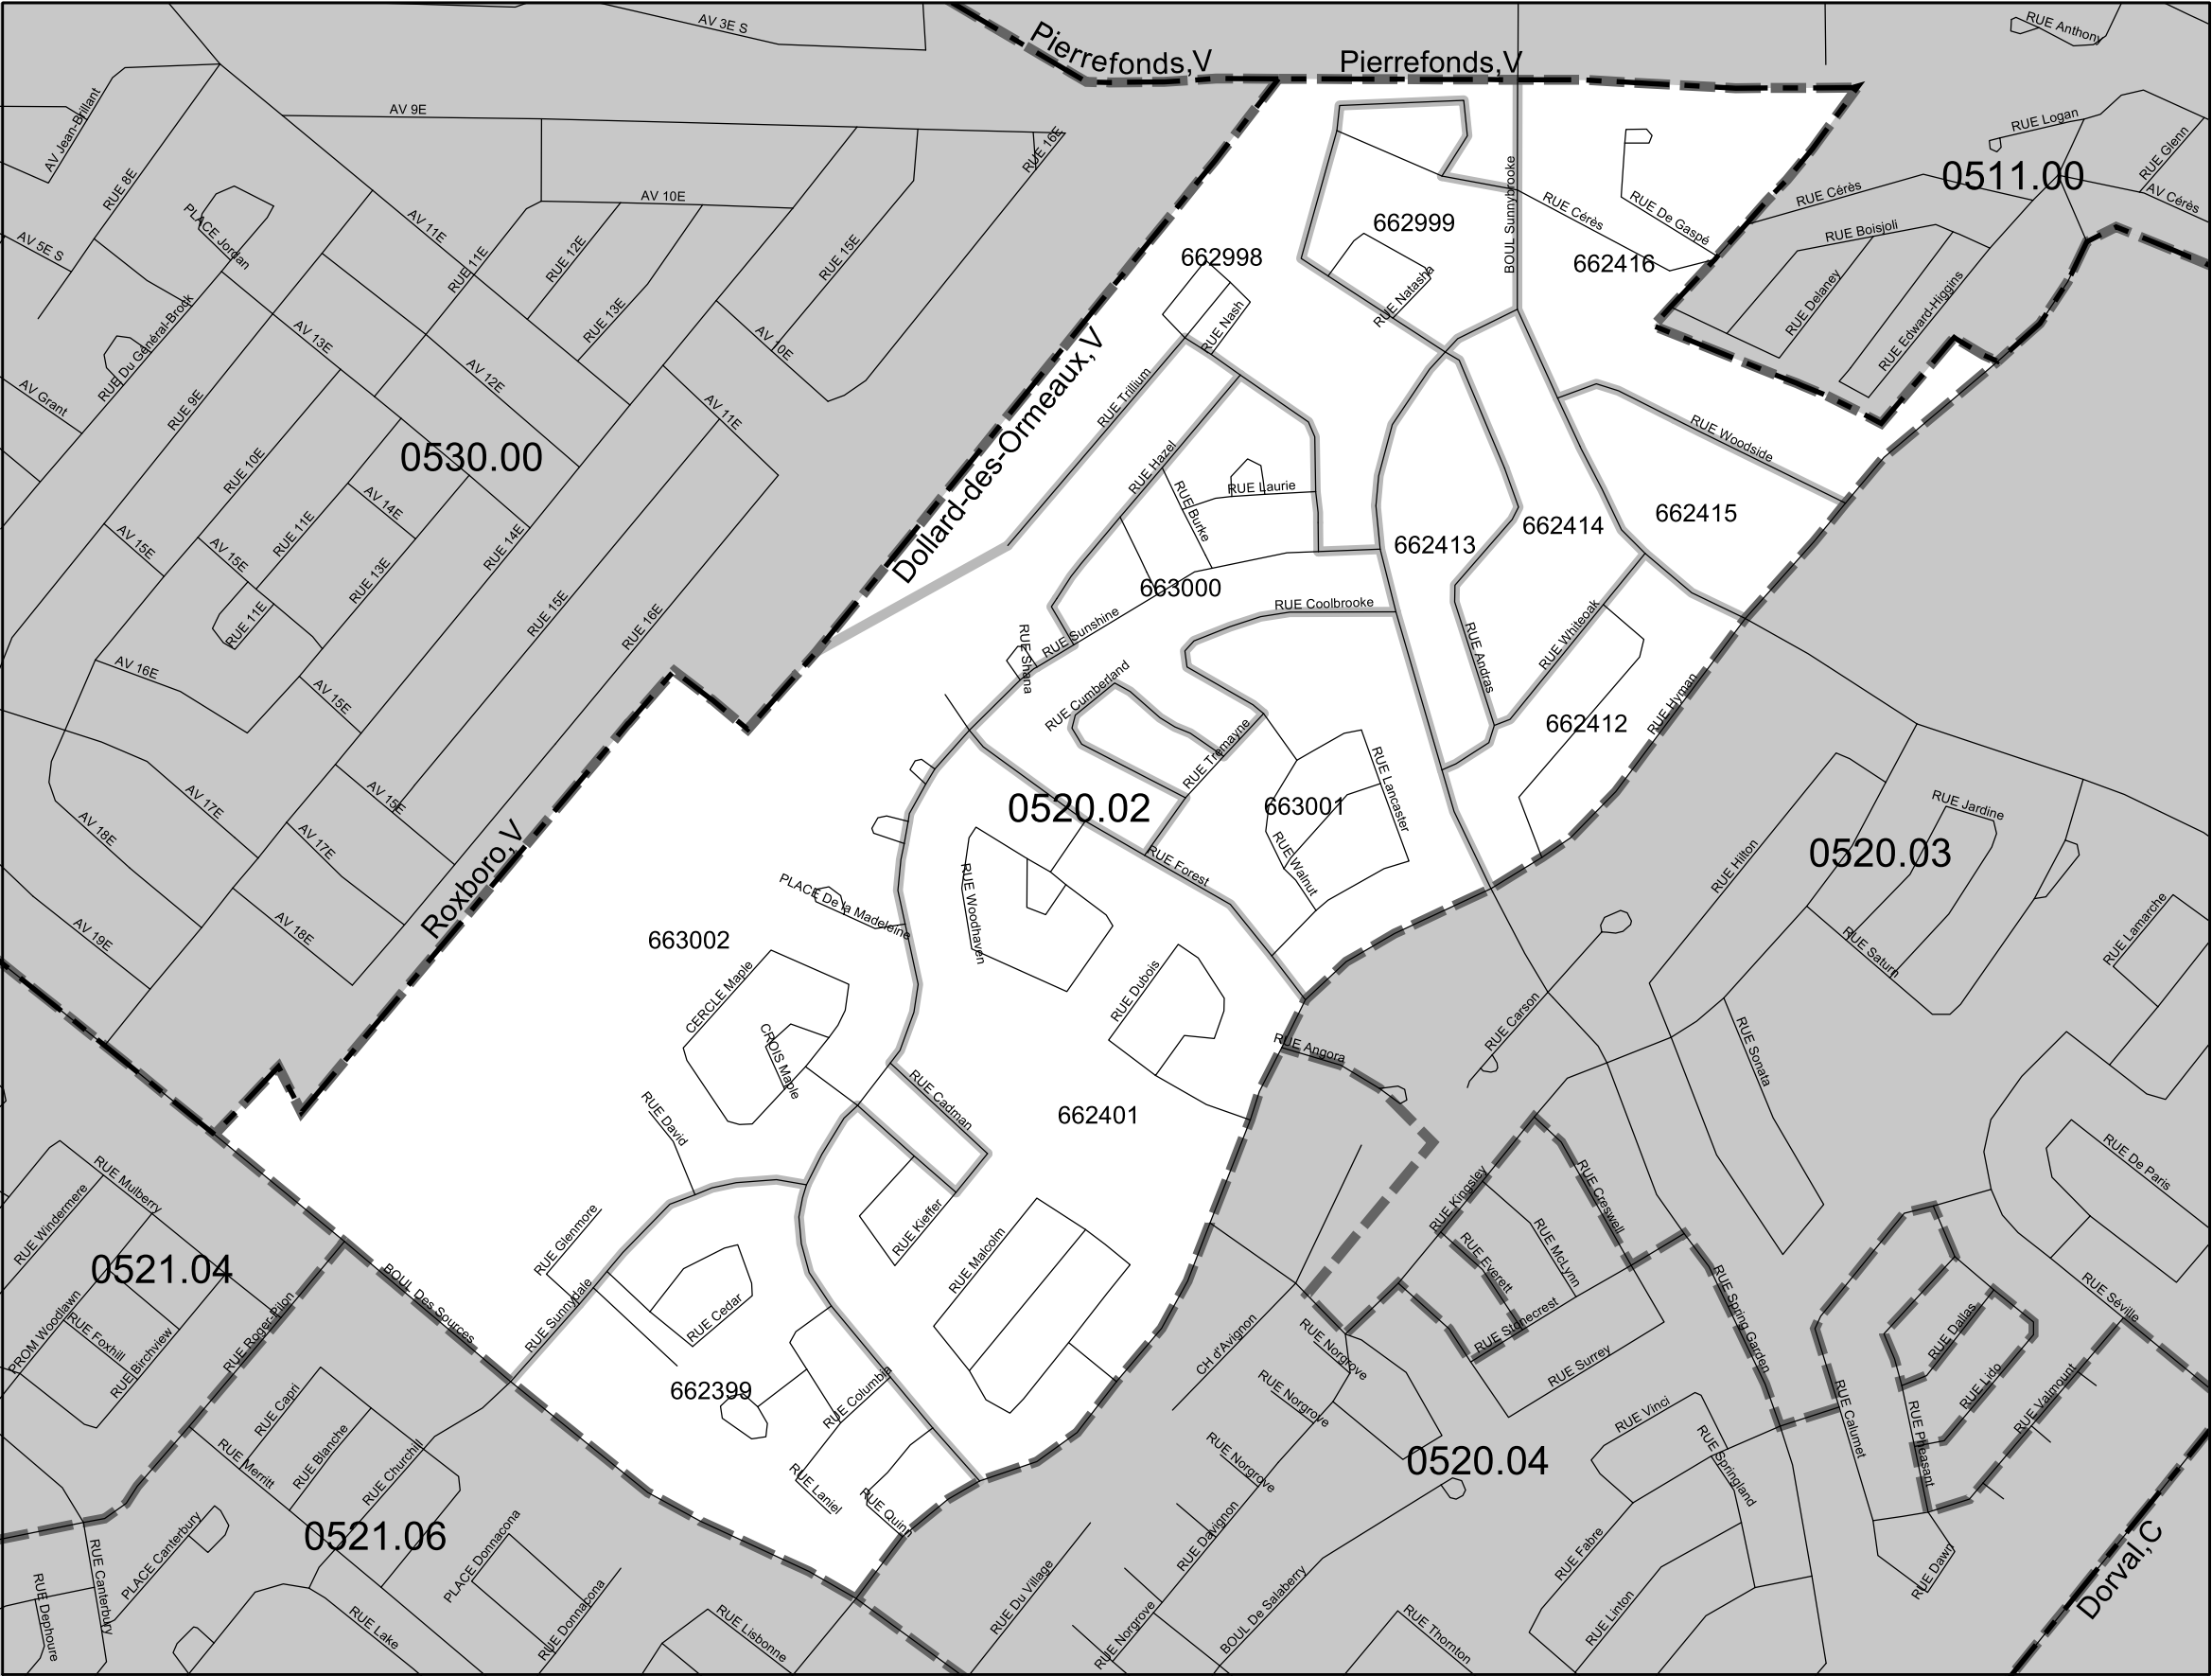 AV 3E S
Pierrefonds,V
Pierrefonds,V
RUE Anthony
AV Jean-Brillant
AV 9E
RUE 16E
RUE Logan
RUE Glenn
0511.00
RUE 8E
AV 10E
BOUL Sunnybrooke
RUE Cérès
RUE De Gaspé
RUE Cérès
AV Cérès
PLACE Jordan
AV 11E
662999
RUE Boisjoli
AV 5E S
RUE 11E
RUE 12E
RUE 15E
662998
662416
RUE Natasha
RUE Delaney
RUE Edward-Higgins
RUE Du Général-Brock
AV 13E
RUE 13E
AV 10E
RUE Nash
AV 12E
Dollard-des-Ormeaux,V
AV Grant
RUE 9E
AV 11E
RUE Trillium
RUE Woodside
0530.00
RUE 10E
RUE Hazel
RUE Laurie
RUE Burke
AV 14E
662415
662414
662413
AV 15E
AV 15E
RUE 11E
RUE 14E
RUE 13E
663000
RUE Coolbrooke
RUE 11E
RUE 15E
RUE 16E
RUE Sunshine
RUE Shana
RUE Andras
RUE Whiteoak
AV 16E
AV 15E
RUE Cumberland
RUE Hyman
662412
RUE Tremayne
RUE Lancaster
AV 17E
AV 15E
0520.02
663001
RUE Jardine
AV 18E
AV 17E
Roxboro,V
RUE Forest
RUE Walnut
RUE Hilton
0520.03
RUE Woodhaven
PLACE De la Madeleine
AV 19E
AV 18E
663002
RUE Lamarche
RUE Saturn
CERCLE Maple
RUE Dubois
CROIS Maple
RUE Carson
RUE Angora
RUE Sonata
RUE David
RUE Cadman
662401
RUE Mulberry
RUE De Paris
RUE Windermere
RUE Kingsley
RUE Creswell
RUE Glenmore
RUE Kieffer
RUE McLynn
RUE Everett
0521.04
BOUL Des Sources
RUE Malcolm
RUE Spring Garden
RUE Séville
PROM Woodlawn
RUE Foxhill
RUE Birchview
RUE Roger-Pilon
RUE Sunnydale
RUE Cedar
CH d'Avignon
RUE Norgrove
RUE Stonecrest
RUE Surrey
RUE Dallas
662399
RUE Columbia
RUE Norgrove
RUE Lido
RUE Calumet
RUE Pheasant
RUE Valmount
RUE Capri
RUE Blanche
RUE Merritt
RUE Churchill
RUE Norgrove
RUE Vinci
RUE Springland
0520.04
RUE Laniel
RUE Quinn
0521.06
RUE Canterbury
PLACE Canterbury
PLACE Donnacona
RUE Davignon
RUE Fabre
RUE Dawn
Dorval,C
RUE Dephoure
RUE Lake
RUE Donnacona
RUE Lisbonne
RUE Du Village
RUE Norgrove
BOUL De Salaberry
RUE Thornton
RUE Linton